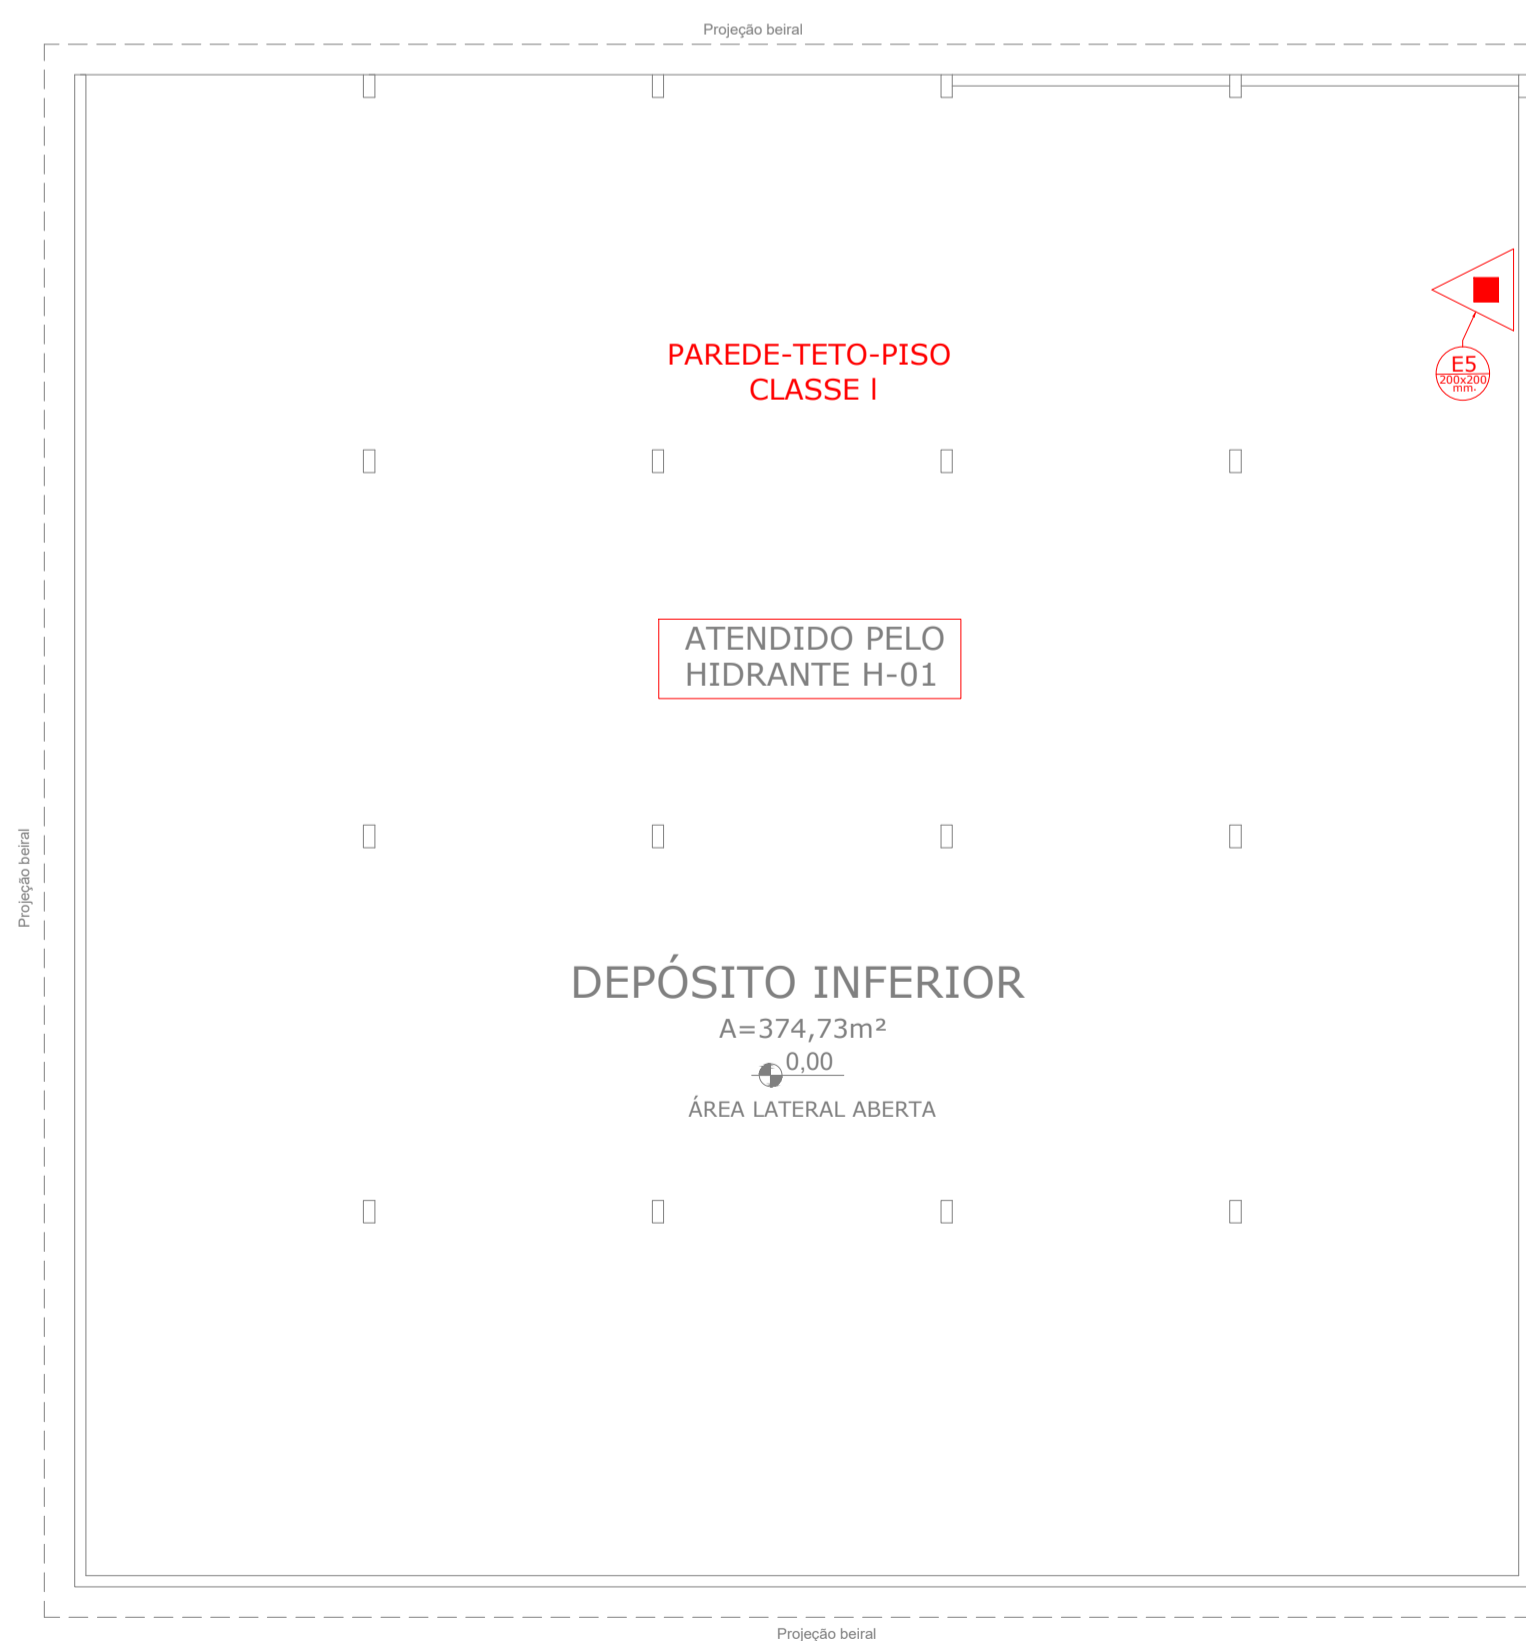 Projeção beiral
PAREDE-TETO-PISO
CLASSE I
E5
200x200
mm.
ATENDIDO PELO
HIDRANTE H-01
Projeção beiral
DEPÓSITO INFERIOR
A=374,73m²
0,00
ÁREA LATERAL ABERTA
Projeção beiral